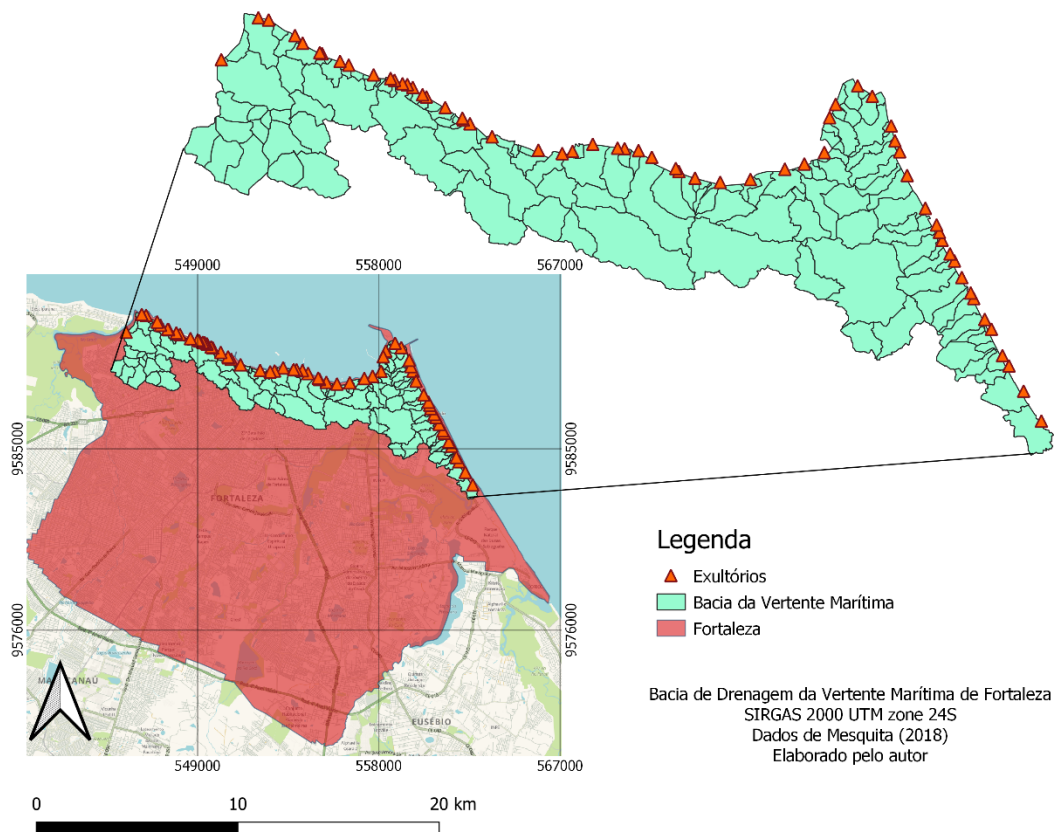 549000
558000
567000
9585000
9585000
FORTALEZA
9576000
9576000
EUSÉBIO
549000
558000
567000
0
10
20 km
Legenda
Exultórios
Bacia da Vertente Marítima
Fortaleza
Bacia de Drenagem da Vertente Marítima de Fortaleza
SIRGAS 2000 UTM zone 24S
Dados de Mesquita (2018)
Elaborado pelo autor